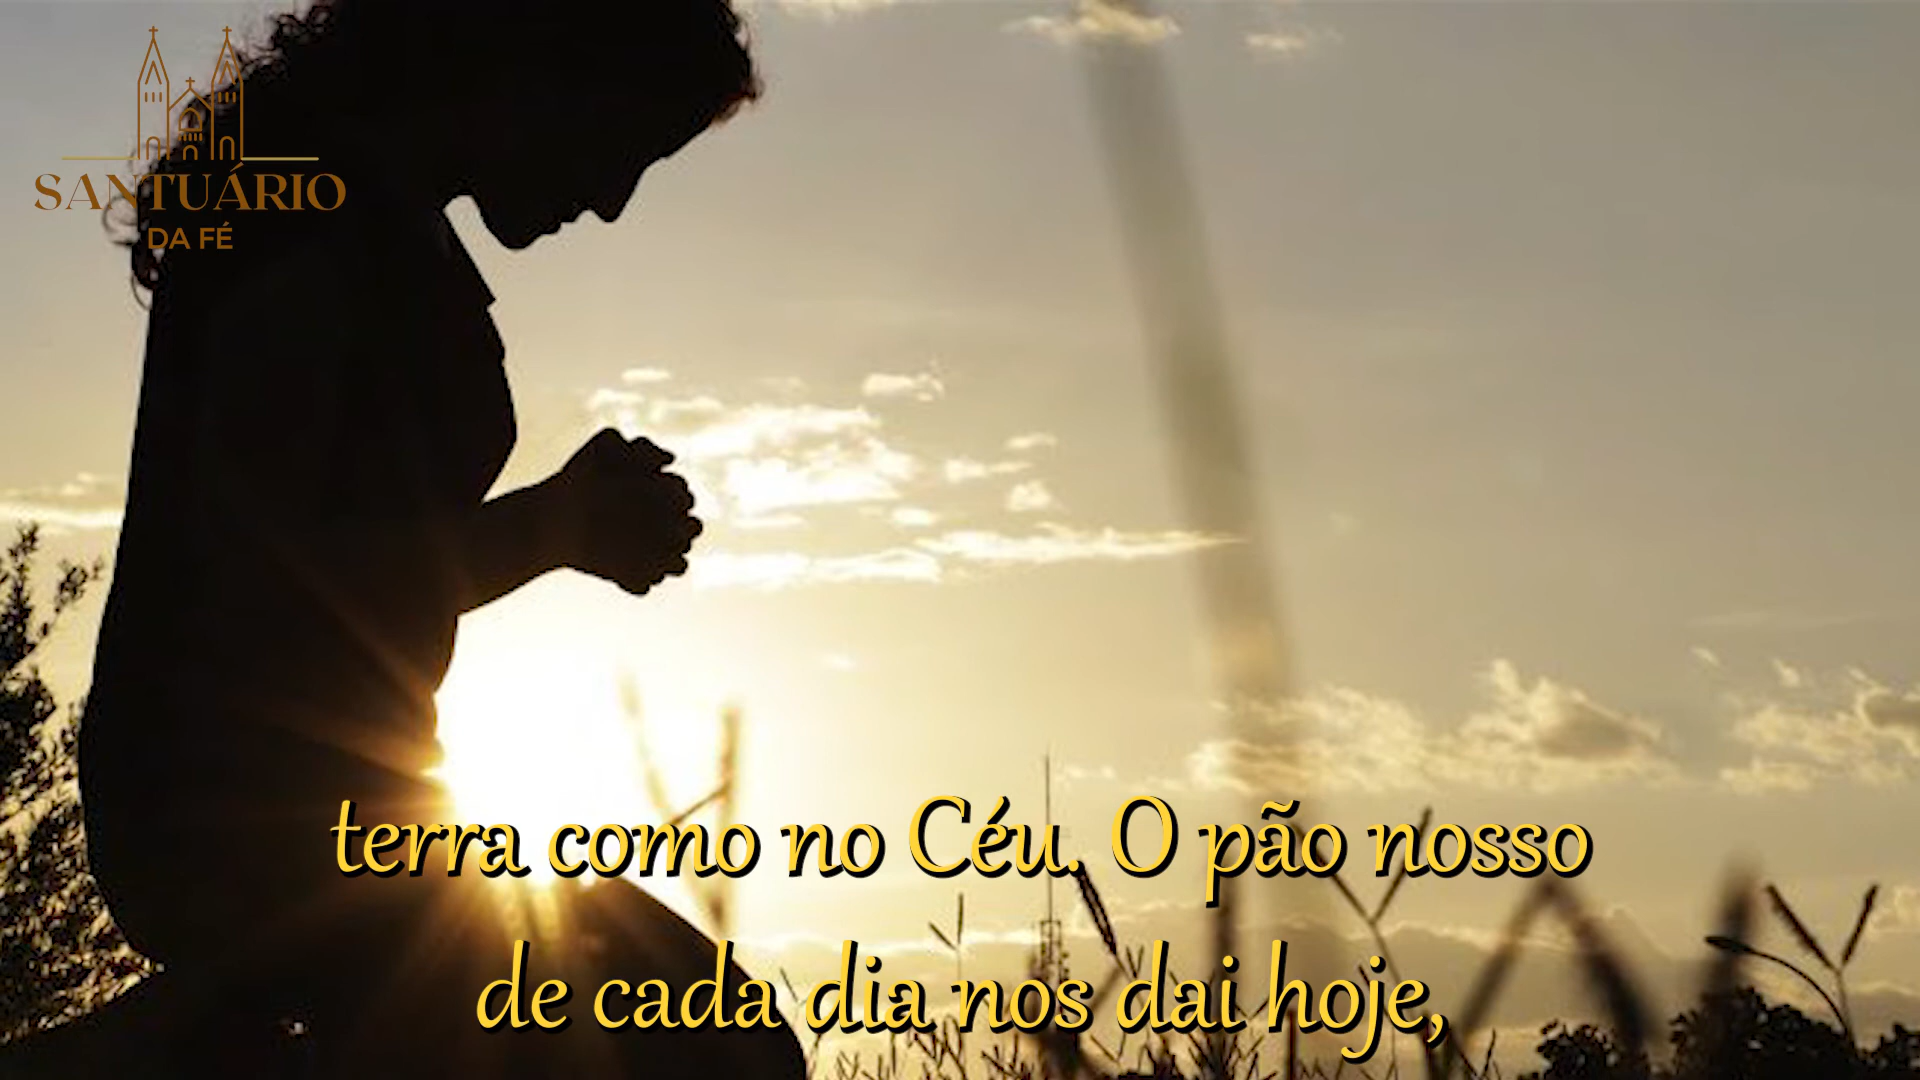 SANTUÁRIO
DA FÉ
terra como no Céu. O pão nosso
de cada dia nos dai hoje,